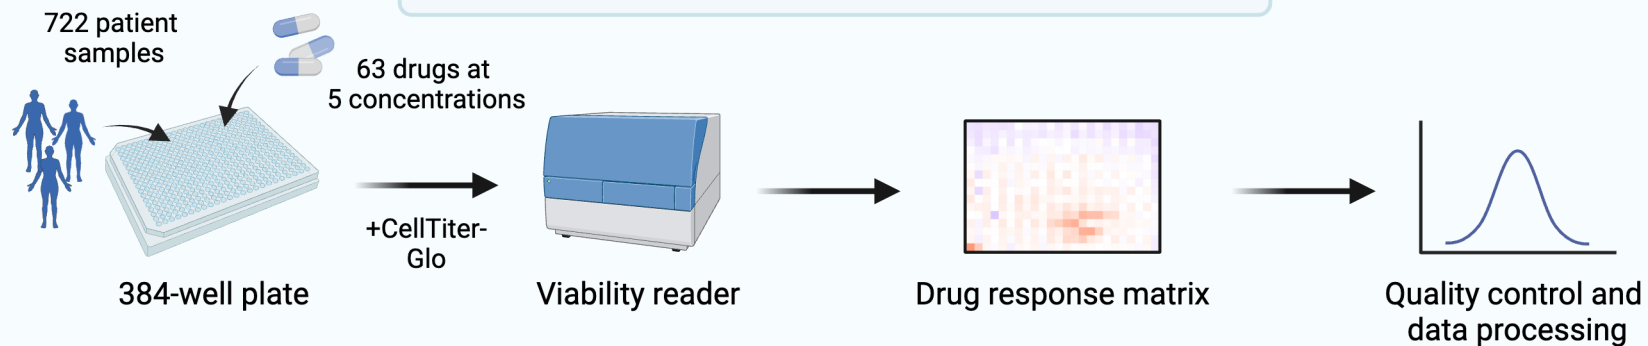 722 patient
samples
63 drugs at
5 concentrations
+CellTiter-
Glo
384-well plate
Viability reader
Drug response matrix
Quality control and
data processing